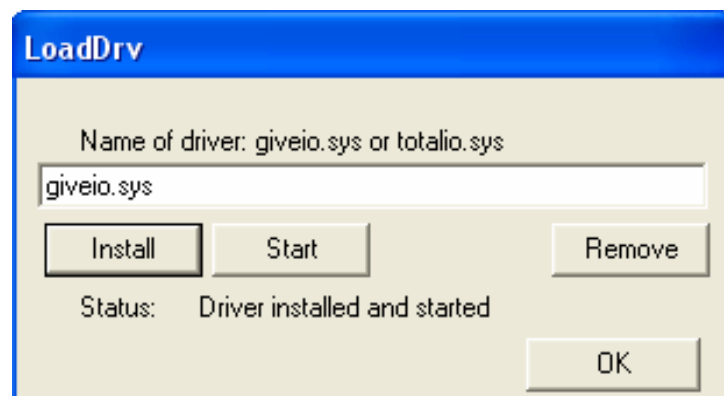 LoadDrv
Name of driver: giveio.sys or totalio.sys
giveio.sys
Install Start Remove
Status: Driver installed and started
OK